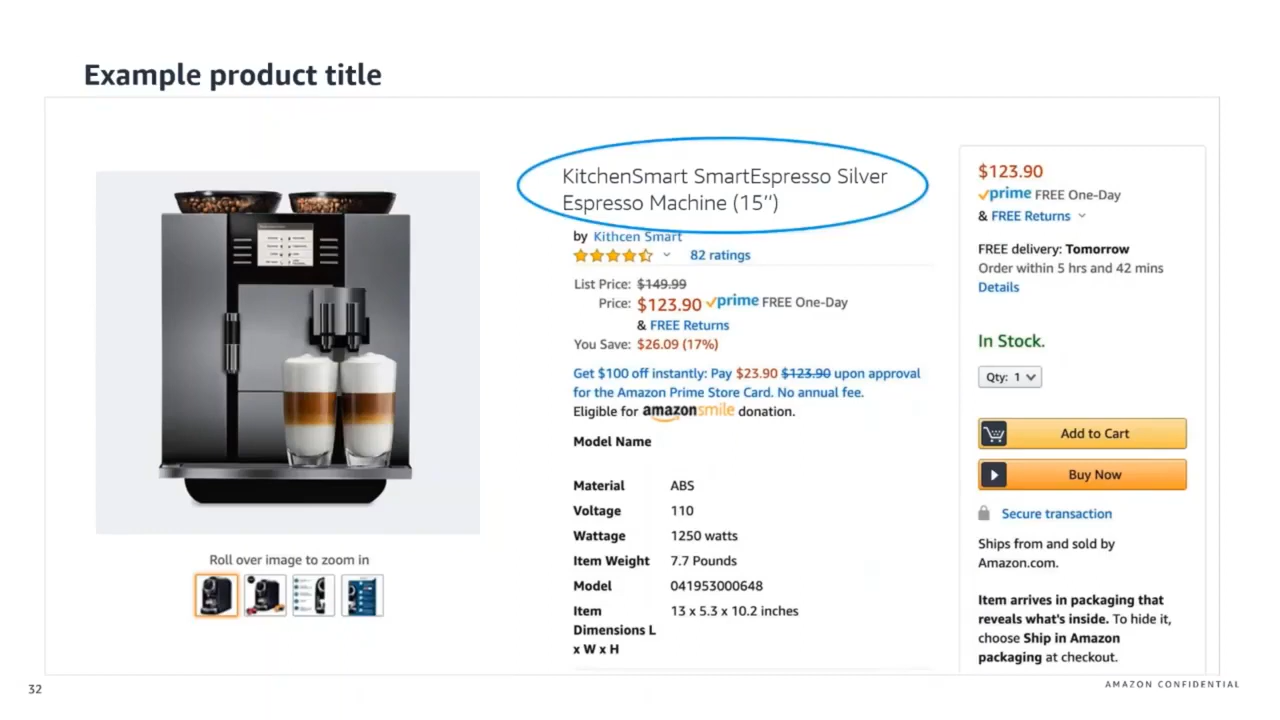 Example product title
KitchenSmart SmartEspresso Silver
Espresso Machine (15”)
by Kithcen Smart
82 ratings
List Price: $149.99
Price: $123.90 prime FREE One-Day
& FREE Returns
You Save: $26.09 (17%)
Get $100 off instantly: Pay $23.90 $123.90 upon approval
for the Amazon Prime Store Card. No annual fee.
Eligible for amazonsmile donation.
Model Name
Material ABS
Voltage 110
Wattage 1250 watts
Item Weight 7.7 Pounds
Model 041953000648
Item 13 x 5.3 x 10.2 inches
Dimensions L
x W x H
Roll over image to zoom in
$123.90
prime FREE One-Day
& FREE Returns
FREE delivery: Tomorrow
Order within 5 hrs and 42 mins
Details
In Stock.
Qty: 1
Add to Cart
Buy Now
Secure transaction
Ships from and sold by
Amazon.com.
Item arrives in packaging that
reveals what's inside. To hide it,
choose Ship in Amazon
packaging at checkout.
32
AMAZON CONFIDENTIAL